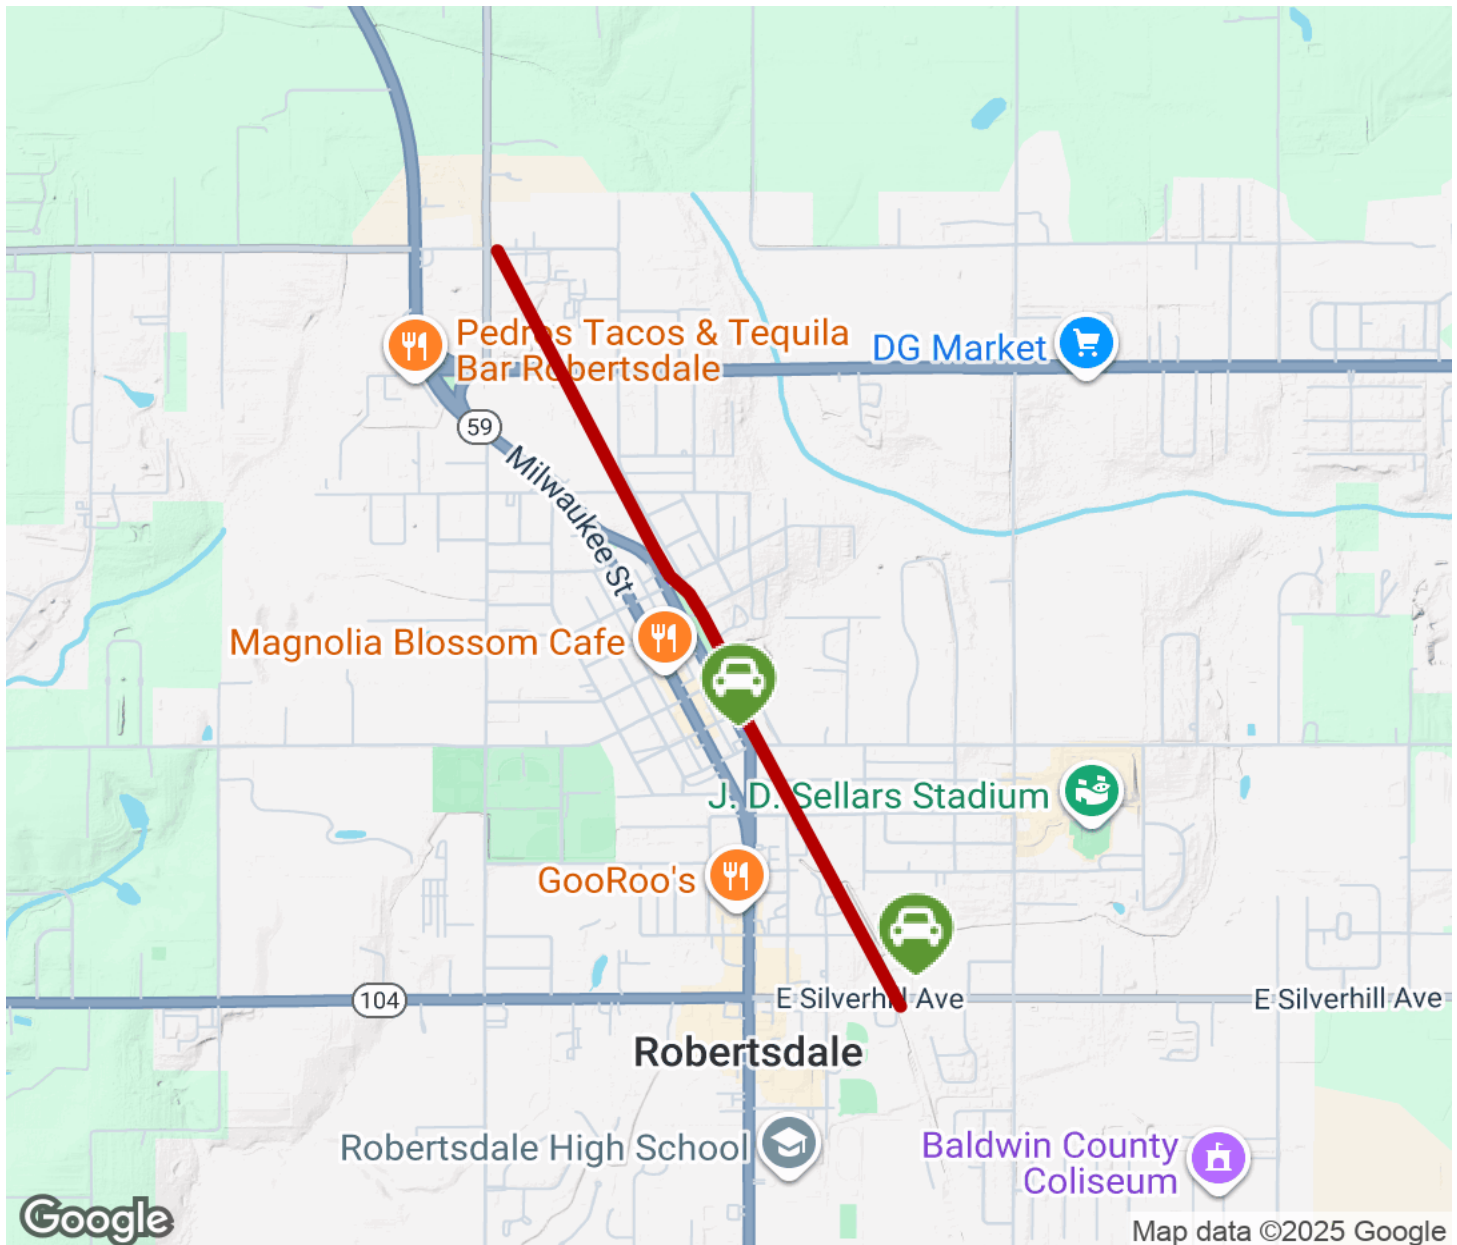 Pedros Tacos & Tequila
Bar Robertsdale
DG Market
59
Milwaukee St
Magnolia Blossom Cafe
J. D. Sellars Stadium
GooRoo's
104
E Silverhill Ave
E Silverhill Ave
Robertsdale
Robertsdale High School
Baldwin County
Coliseum
Google
Map data ©2025 Google